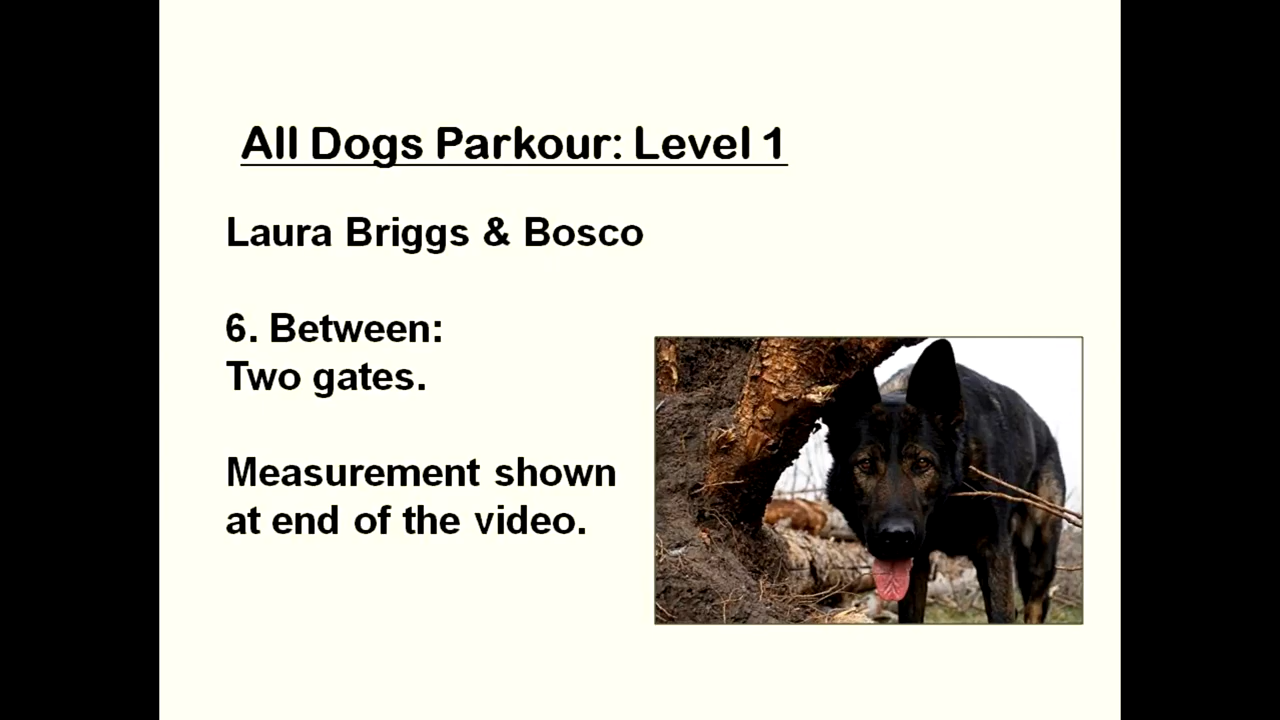 All Dogs Parkour: Level 1
Laura Briggs & Bosco
6. Between:
Two gates.
Measurement shown
at end of the video.